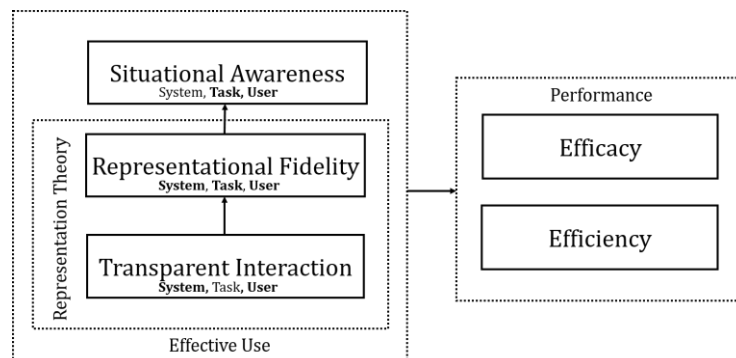 Situational Awareness
System, Task, User
Representation Theory
Representational Fidelity
System, Task, User
Transparent Interaction
System, Task, User
Effective Use
Performance
Efficacy
Efficiency